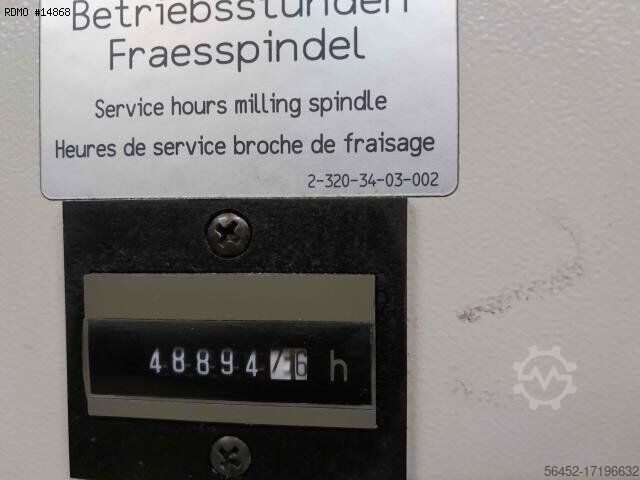 RDMO #14868
Betriebsstunden
Fraesspindel
Service hours milling spindle
Heures de service broche de fraisage
2-320-34-03-002
4889476 h
56452-17196632